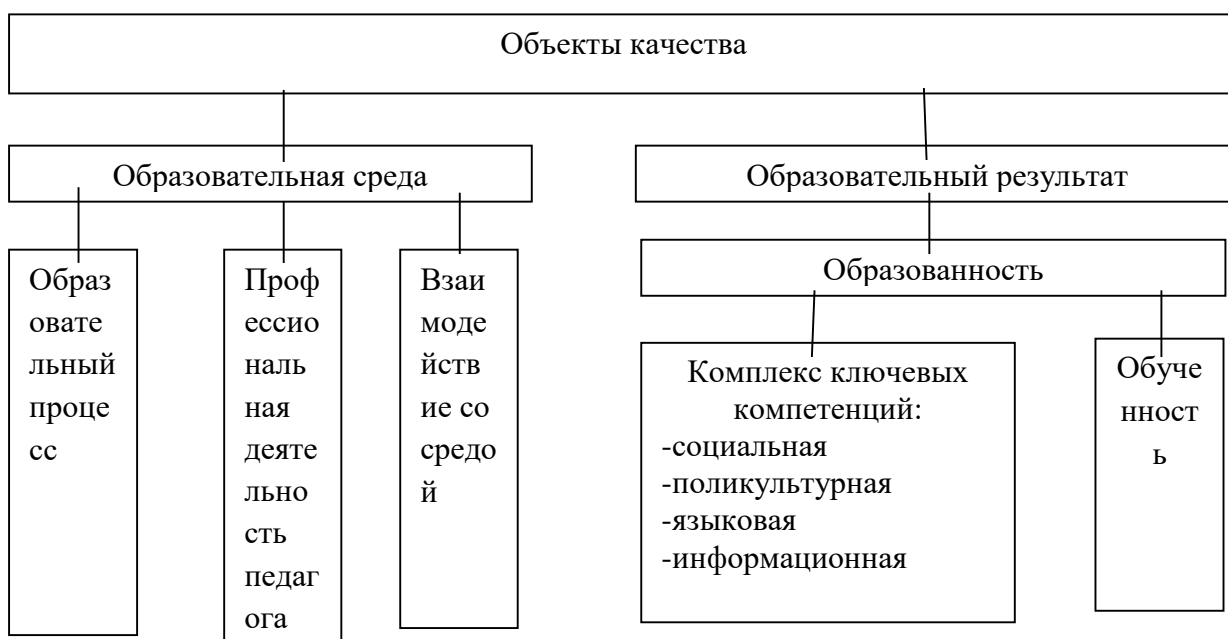 Объекты качества
Образовательная среда
Образовательный результат
Образ
овате
льный
проце
сс
Проф
ессио
наль
ная
деяте
льно
сть
педаг
ога
Взаи
моде
йств
ие со
средо
й
Образованность
Комплекс ключевых
компетенций:
-социальная
-поликультурная
-языковая
-информационная
Обуче
нност
ь